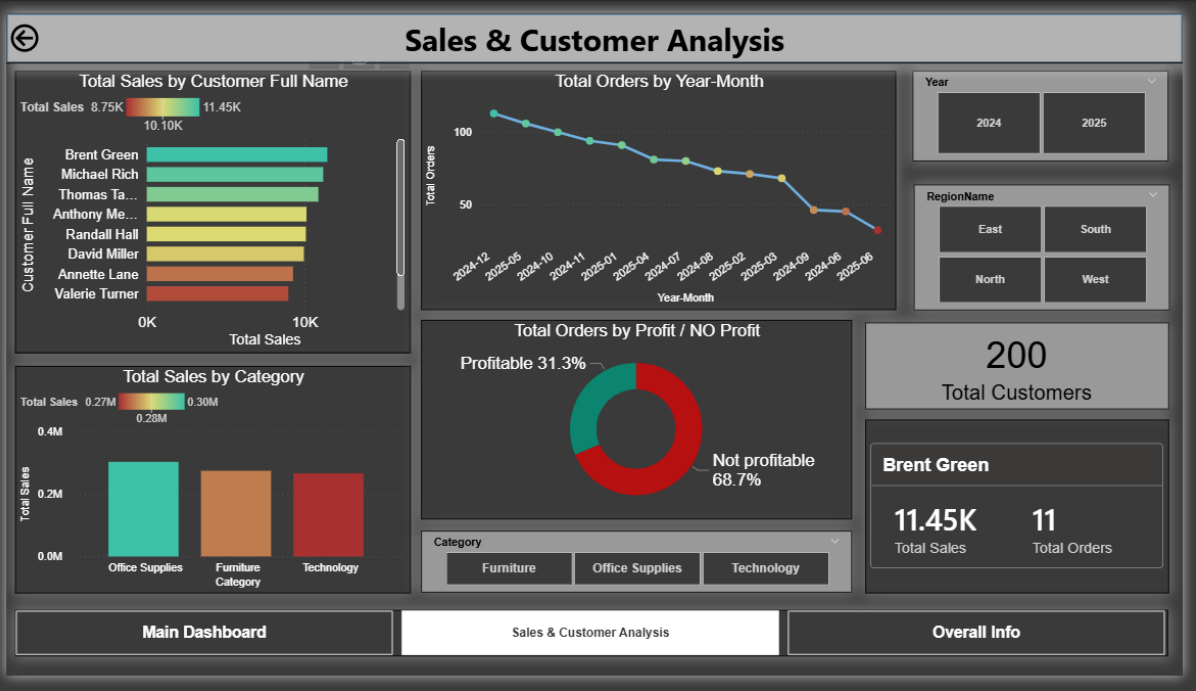 Sales & Customer Analysis
Total Sales by Customer Full Name
Total Sales 8.75K 11.45K
10.10K
Customer Full Name
Brent Green
Michael Rich
Thomas Ta...
Anthony Me...
Randall Hall
David Miller
Annette Lane
Valerie Turner
0K 10K
Total Sales
Total Orders by Year-Month
Total Orders
100
50
2024-12 2025-05 2024-10 2024-11 2025-01 2025-04 2024-07 2024-08 2025-02 2025-03 2024-09 2024-06 2025-06
Year-Month
Year
2024 2025
RegionName
East South
North West
Total Sales by Category
Total Sales 0.27M 0.30M
0.28M
Total Sales
0.4M
0.2M
0.0M
Office Supplies Furniture Technology
Category
Total Orders by Profit / NO Profit
Profitable 31.3%
Not profitable
68.7%
Category
Furniture Office Supplies Technology
200
Total Customers
Brent Green
11.45K 11
Total Sales Total Orders
Main Dashboard Sales & Customer Analysis Overall Info